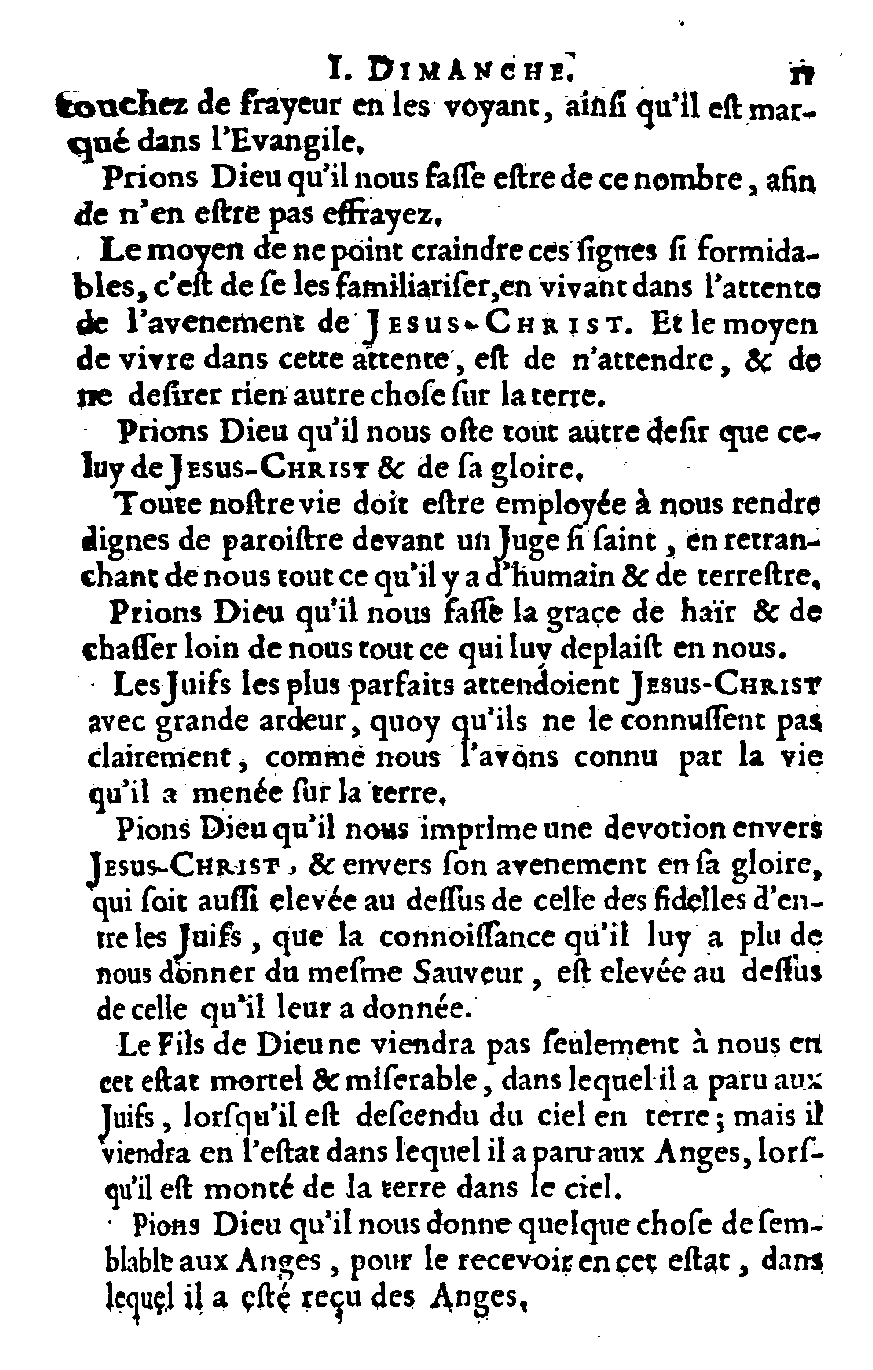 I. DIMANCHE. 11
touchez de frayeur en les voyant, ainſi qu'il eſt mar-
qué dans l'Evangile.
Prions Dieu qu'il nous faſſe eſtre de ce nombre, afin
de n'en eſtre pas effrayez.
Le moyen de ne point craindre ces ſignes ſi formida-
bles, c'eſt de ſe les familiariſer, en vivant dans l'attente
de l'avenement de JESUS-CHRIST. Et le moyen
de vivre dans cette attente, eſt de n'attendre, & de
ne deſirer rien autre choſe ſur la terre.
Prions Dieu qu'il nous oſte tout autre deſir que ce-
luy de JESUS-CHRIST & de ſa gloire.
Toute noſtre vie doit eſtre employée à nous rendre
dignes de paroiſtre devant un Juge ſi ſaint, en retran-
chant de nous tout ce qu'il y a d'humain & de terreſtre.
Prions Dieu qu'il nous faſſe la grace de haïr & de
chaſſer loin de nous tout ce qui luy deplaiſt en nous.
Les Juifs les plus parfaits attendoient JESUS-CHRIST
avec grande ardeur, quoy qu'ils ne le connuſſent pas
clairement, comme nous l'avons connu par la vie
qu'il a menée ſur la terre.
Pions Dieu qu'il nous imprime une devotion envers
JESUS-CHRIST, & envers ſon avenement en ſa gloire,
qui ſoit auſſi elevée au deſſus de celle des fidelles d'en-
tre les Juifs, que la connoiſſance qu'il luy a plu de
nous donner du meſme Sauveur, eſt elevée au deſſus
de celle qu'il leur a donnée.
Le Fils de Dieu ne viendra pas ſeulement à nous en
cet eſtat mortel & miſerable, dans lequel il a paru aux
Juifs, lorſqu'il eſt deſcendu du ciel en terre; mais il
viendra en l'eſtat dans lequel il a paru aux Anges, lorſ-
qu'il eſt monté de la terre dans le ciel.
Pions Dieu qu'il nous donne quelque choſe de ſem-
blable aux Anges, pour le recevoir en cet eſtat, dans
lequel il a eſté reçu des Anges.